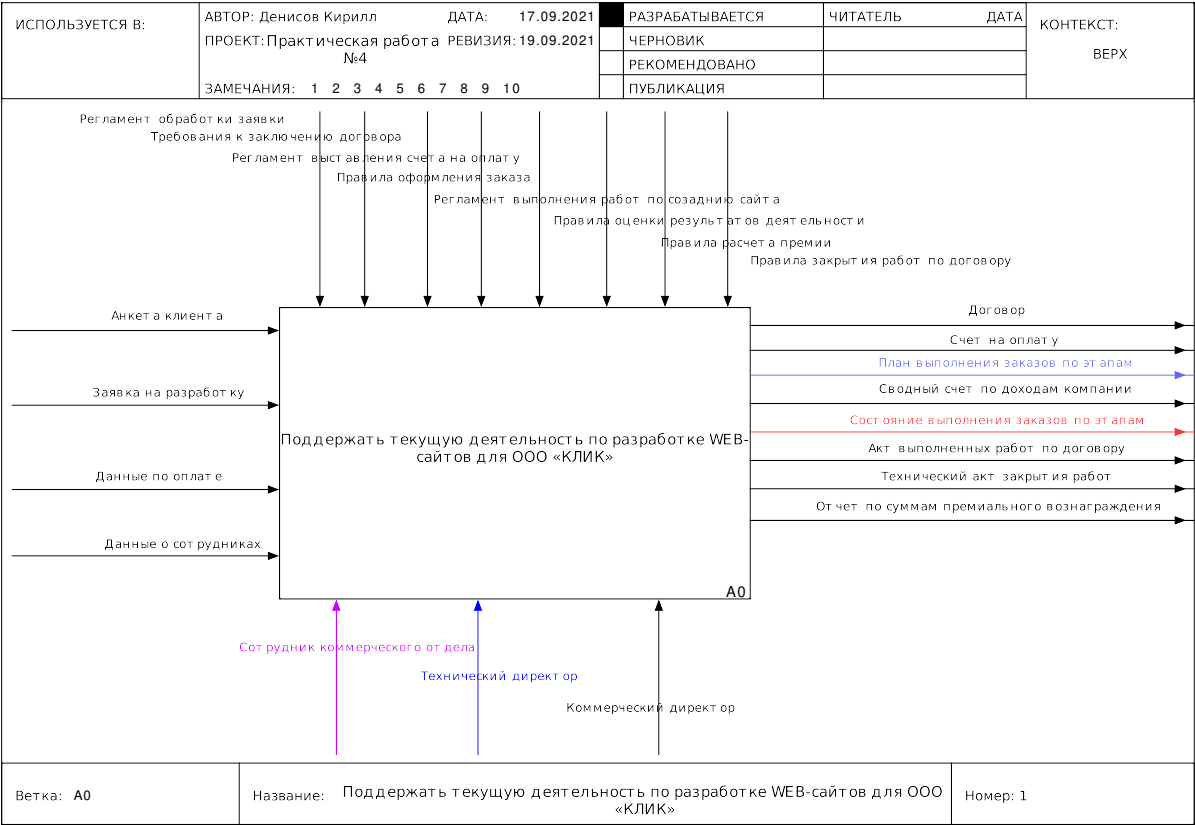 ИСПОЛЬЗУЕТСЯ В:
АВТОР: Денисов Кирилл ДАТА: 17.09.2021
ПРОЕКТ: Практическая работа №4 РЕВИЗИЯ: 19.09.2021
ЗАМЕЧАНИЯ: 1 2 3 4 5 6 7 8 9 10
РАЗРАБАТЫВАЕТСЯ
ЧЕРНОВИК
РЕКОМЕНДОВАНО
ПУБЛИКАЦИЯ
ЧИТАТЕЛЬ ДАТА
КОНТЕКСТ:
ВЕРХ
Регламент обработки заявки
Требования к заключению договора
Регламент выставления счета на оплату
Правила оформления заказа
Регламент выполнения работ по созаднию сайта
Правила оценки результатов деятельности
Правила расчета премии
Правила закрытия работ по договору
Анкета клиента
Заявка на разработку
Данные по оплате
Данные о сотрудниках
Поддержать текущую деятельность по разработке WEB-
сайтов для ООО «КЛИК»
A0
Договор
Счет на оплату
План выполнения заказов по этапам
Сводный счет по доходам компании
Состояние выполнения заказов по этапам
Акт выполненных работ по договору
Технический акт закрытия работ
Отчет по суммам премиального вознаграждения
Сотрудник коммерческого отдела
Технический директор
Коммерческий директор
Ветка: A0
Название: Поддержать текущую деятельность по разработке WEB-сайтов для ООО
«КЛИК»
Номер: 1